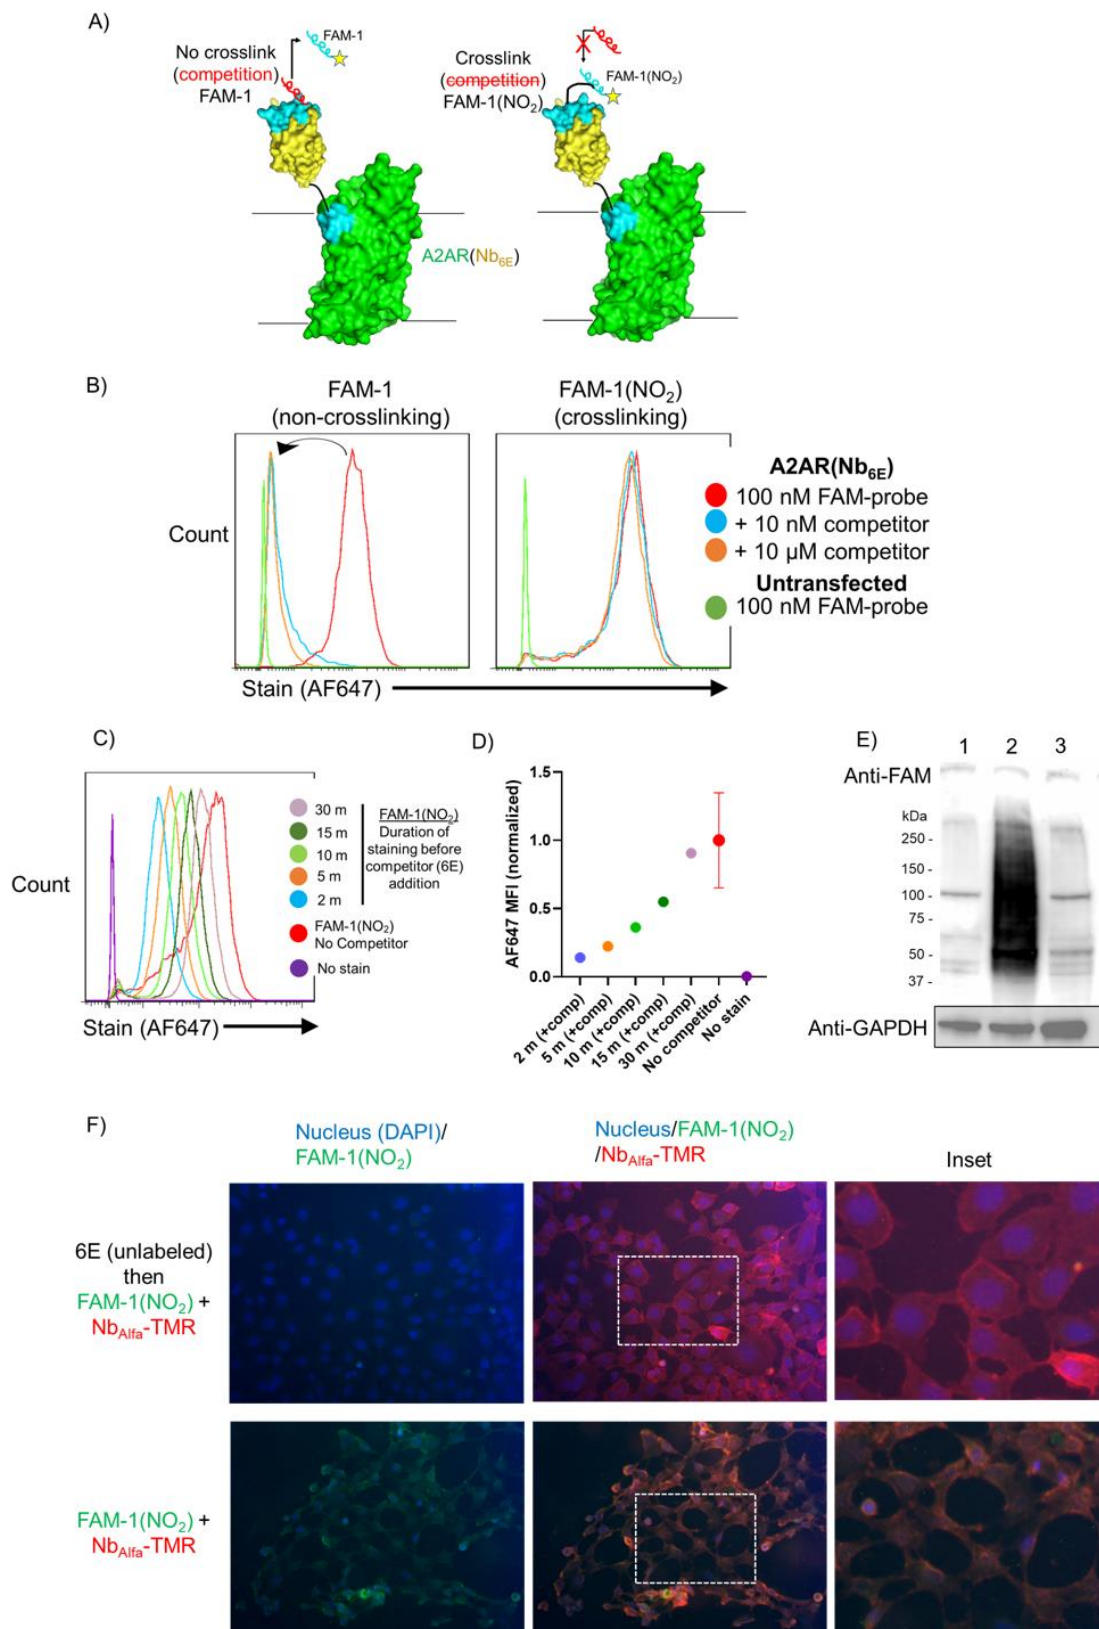 A)
FAM-1
No crosslink
(competition)
FAM-1
Crosslink
(competition)
FAM-1(NO₂)
FAM-1(NO₂)
A2AR(Nb₆E)
B)
FAM-1
(non-crosslinking)
FAM-1(NO₂)
(crosslinking)
Count
A2AR(Nb₆E)
100 nM FAM-probe
+ 10 nM competitor
+ 10 µM competitor
Untransfected
100 nM FAM-probe
Stain (AF647)
C)
Count
30 m
15 m
10 m
5 m
2 m
FAM-1(NO₂)
Duration of
staining before
competitor (6E)
addition
FAM-1(NO₂)
No Competitor
No stain
Stain (AF647)
D)
AF647 MFI (normalized)
1.5
1.0
0.5
0.0
2 m (+comp)
5 m (+comp)
10 m (+comp)
15 m (+comp)
30 m (+comp)
No competitor
No stain
E)
1 2 3
Anti-FAM
kDa
250 -
150 -
100 -
75 -
50 -
37 -
Anti-GAPDH
F)
Nucleus (DAPI)/
FAM-1(NO₂)
Nucleus/FAM-1(NO₂)
/Nb_Alfa-TMR
Inset
6E (unlabeled)
then
FAM-1(NO₂) +
Nb_Alfa-TMR
FAM-1(NO₂) +
Nb_Alfa-TMR